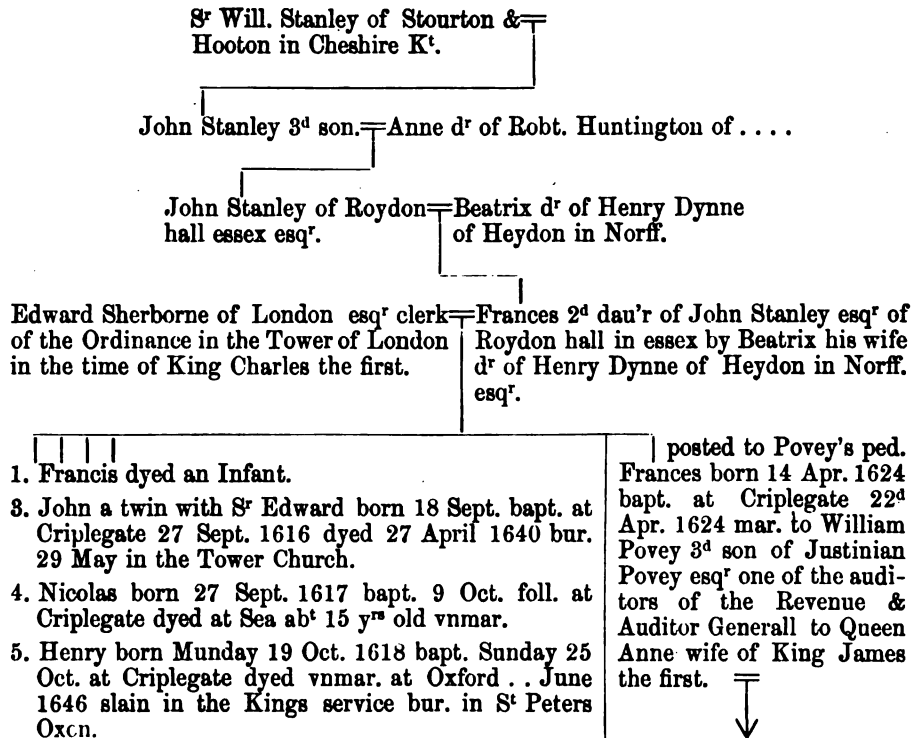 Sʳ Will. Stanley of Stourton &
Hooton in Cheshire Kᵗ.
John Stanley 3ᵈ son. Anne dʳ of Robt. Huntington of . . . .
John Stanley of Roydon
hall essex esqʳ.
Beatrix dʳ of Henry Dynne
of Heydon in Norff.
Edward Sherborne of London esqʳ clerk
of the Ordinance in the Tower of London
in the time of King Charles the first.
Frances 2ᵈ dau'r of John Stanley esqʳ of
Roydon hall in essex by Beatrix his wife
dʳ of Henry Dynne of Heydon in Norff.
esqʳ.
1. Francis dyed an Infant.
3. John a twin with Sʳ Edward born 18 Sept. bapt. at
Criplegate 27 Sept. 1616 dyed 27 April 1640 bur.
29 May in the Tower Church.
4. Nicolas born 27 Sept. 1617 bapt. 9 Oct. foll. at
Criplegate dyed at Sea abᵗ 15 yʳˢ old vnmar.
5. Henry born Munday 19 Oct. 1618 bapt. Sunday 25
Oct. at Criplegate dyed vnmar. at Oxford . . June
1646 slain in the Kings service bur. in Sᵗ Peters
Oxon.
posted to Povey's ped.
Frances born 14 Apr. 1624
bapt. at Criplegate 22ᵈ
Apr. 1624 mar. to William
Povey 3ᵈ son of Justinian
Povey esqʳ one of the audi-
tors of the Revenue &
Auditor Generall to Queen
Anne wife of King James
the first.